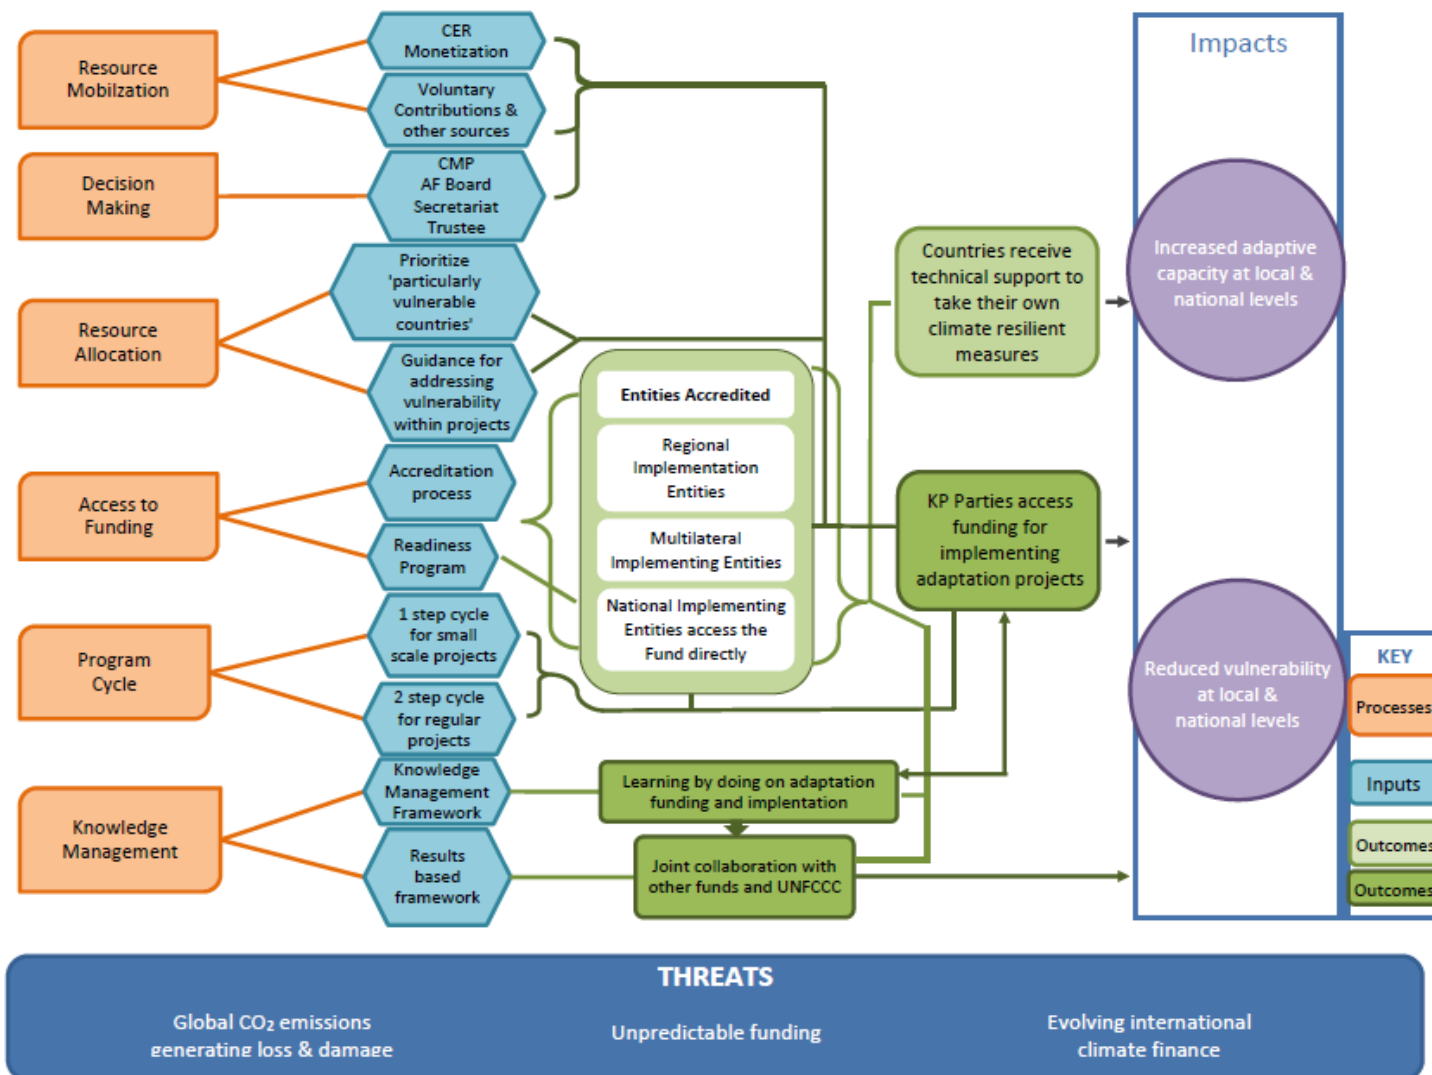 Resource
Mobilzation
Decision
Making
Resource
Allocation
Access to
Funding
Program
Cycle
Knowledge
Management
CER
Monetization
Voluntary
Contributions &
other sources
CMP
AF Board
Secretariat
Trustee
Prioritize
'particularly
vulnerable
countries'
Guidance for
addressing
vulnerability
within projects
Accreditation
process
Readiness
Program
1 step cycle
for small
scale projects
2 step cycle
for regular
projects
Knowledge
Management
Framework
Results
based
framework
Entities Accredited
Regional
Implementation
Entities
Multilateral
Implementing Entities
National Implementing
Entities access the
Fund directly
Learning by doing on adaptation
funding and implentation
Joint collaboration with
other funds and UNFCCC
Countries receive
technical support to
take their own
climate resilient
measures
KP Parties access
funding for
implementing
adaptation projects
Impacts
Increased adaptive
capacity at local &
national levels
Reduced vulnerability
at local &
national levels
KEY
Processes
Inputs
Outcomes
Outcomes
THREATS
Global CO₂ emissions
generating loss & damage
Unpredictable funding
Evolving international
climate finance